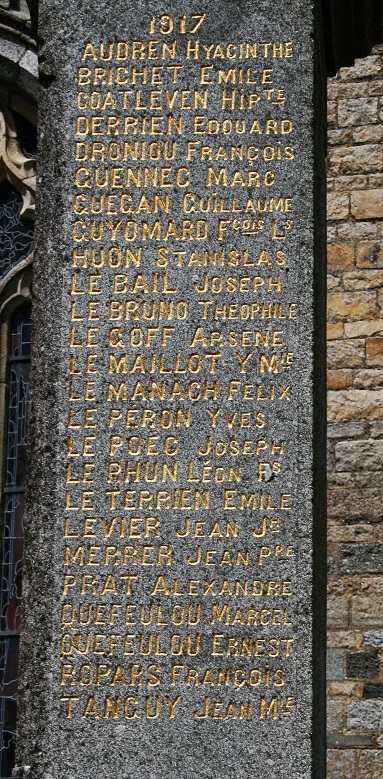 1917
AUDREN HYACINTHE
BRICHET EMILE
COATLEVEN HIPTE
DERRIEN EDOUARD
DRONIOU FRANÇOIS
GUENNEC MARC
GUEGAN GUILLAUME
GUYOMARD FÇOIS LS
HUON STANISLAS
LE BAIL JOSEPH
LE BRUNO THEOPHILE
LE GOFF ARSENE
LE MAILLOT Y MIE
LE MANACH FELIX
LE PERON YVES
LE POEC JOSEPH
LE RHUN LÉON FS
LE TERRIEN EMILE
LEVIER JEAN JH
MERRER JEAN PRE
PRAT ALEXANDRE
QUEFEULOU MARCEL
QUEFEULOU ERNEST
ROPARS FRANÇOIS
TANGUY JEAN MIE